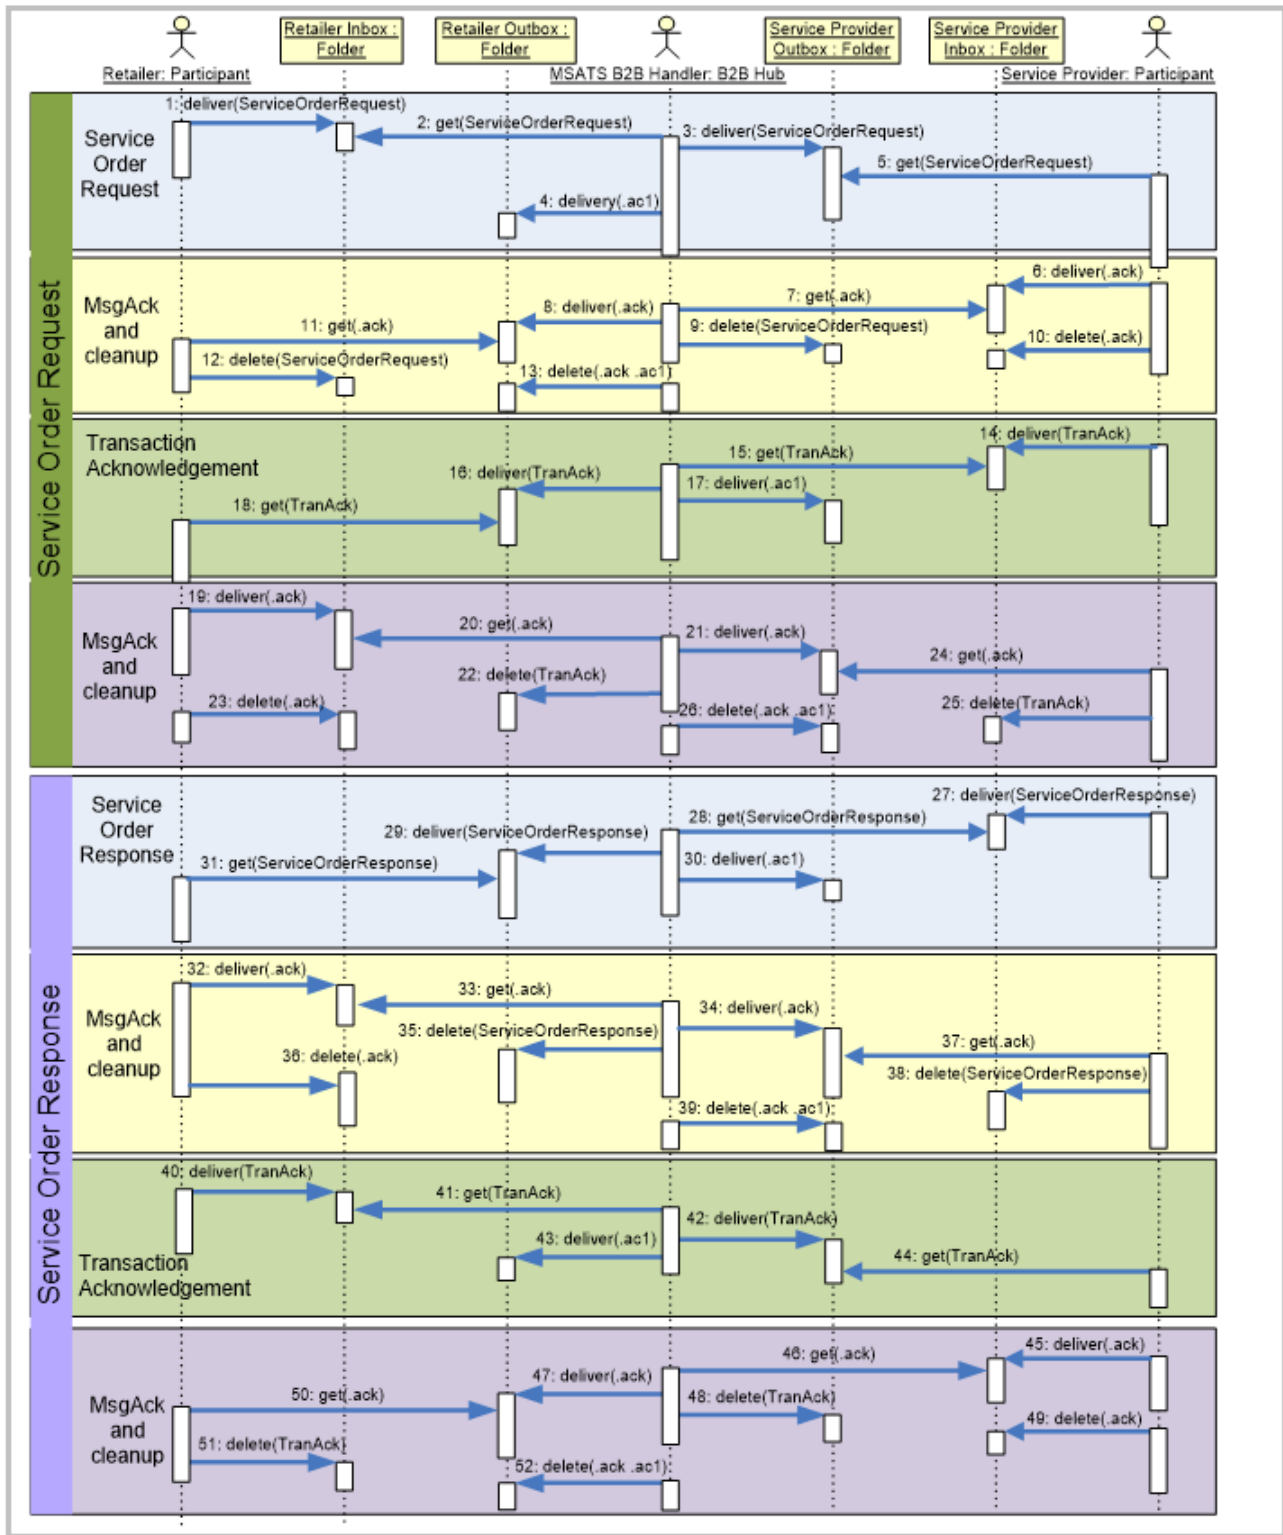 Retailer Inbox :
Folder
Retailer Outbox :
Folder
Service Provider
Outbox : Folder
Service Provider
Inbox : Folder
Retailer: Participant
MSATS B2B Handler: B2B Hub
Service Provider: Participant
Service Order Request
Service
Order
Request
1: deliver(ServiceOrderRequest)
2: get(ServiceOrderRequest)
3: deliver(ServiceOrderRequest)
5: get(ServiceOrderRequest)
4: delivery(.ac1)
MsgAck
and
cleanup
6: deliver(.ack)
7: get(.ack)
8: deliver(.ack)
11: get(.ack)
9: delete(ServiceOrderRequest)
10: delete(.ack)
12: delete(ServiceOrderRequest)
13: delete(.ack .ac1)
Transaction
Acknowledgement
14: deliver(TranAck)
15: get(TranAck)
16: deliver(TranAck)
17: deliver(.ac1)
18: get(TranAck)
MsgAck
and
cleanup
19: deliver(.ack)
20: get(.ack)
21: deliver(.ack)
24: get(.ack)
22: delete(TranAck)
23: delete(.ack)
26: delete(.ack .ac1)
25: delete(TranAck)
Service Order Response
Service
Order
Response
27: deliver(ServiceOrderResponse)
28: get(ServiceOrderResponse)
29: deliver(ServiceOrderResponse)
30: deliver(.ac1)
31: get(ServiceOrderResponse)
MsgAck
and
cleanup
32: deliver(.ack)
33: get(.ack)
34: deliver(.ack)
35: delete(ServiceOrderResponse)
37: get(.ack)
36: delete(.ack)
38: delete(ServiceOrderResponse)
39: delete(.ack .ac1)
Transaction
Acknowledgement
40: deliver(TranAck)
41: get(TranAck)
42: deliver(TranAck)
43: deliver(.ac1)
44: get(TranAck)
MsgAck
and
cleanup
45: deliver(.ack)
46: get(.ack)
47: deliver(.ack)
50: get(.ack)
48: delete(TranAck)
49: delete(.ack)
51: delete(TranAck)
52: delete(.ack .ac1)